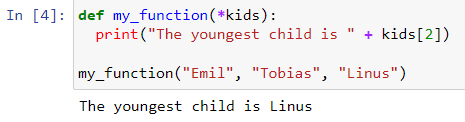 In [4]: def my_function(*kids):
  print("The youngest child is " + kids[2])
my_function("Emil", "Tobias", "Linus")
The youngest child is Linus